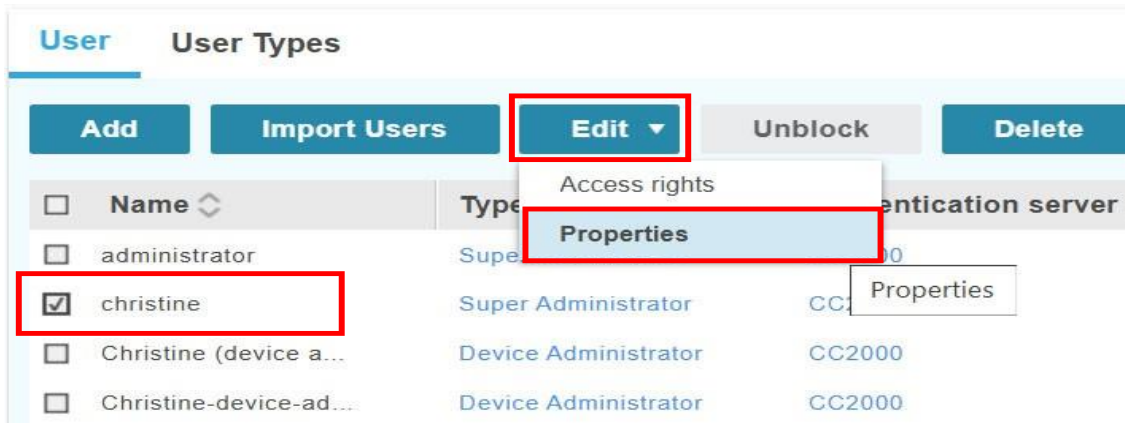 User User Types
Add Import Users Edit Unblock Delete
Access rights
Name Type entication server
Properties
administrator Supe 00
Properties
christine Super Administrator CC2
Christine (device a... Device Administrator CC2000
Christine-device-ad... Device Administrator CC2000